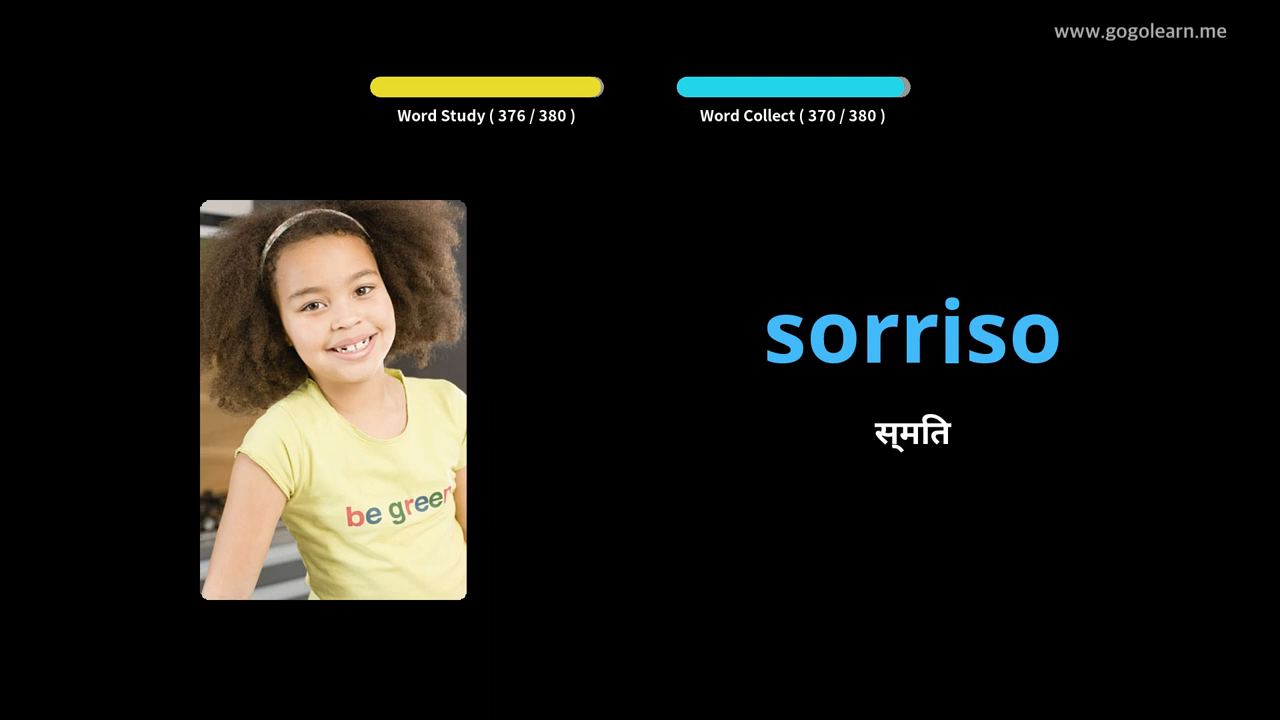 www.gogolearn.me
Word Study ( 376 / 380 )
Word Collect ( 370 / 380 )
sorriso
स्मति
be green